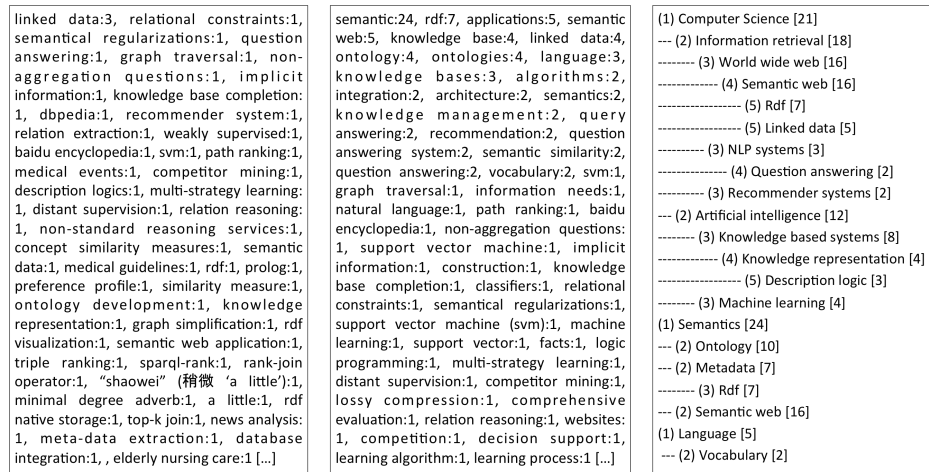 linked data:3, relational constraints:1,
semantical regularizations:1, question
answering:1, graph traversal:1, non-
aggregation questions:1, implicit
information:1, knowledge base completion:
1, dbpedia:1, recommender system:1,
relation extraction:1, weakly supervised:1,
baidu encyclopedia:1, svm:1, path ranking:1,
medical events:1, competitor mining:1,
description logics:1, multi-strategy learning:
1, distant supervision:1, relation reasoning:
1, non-standard reasoning services:1,
concept similarity measures:1, semantic
data:1, medical guidelines:1, rdf:1, prolog:1,
preference profile:1, similarity measure:1,
ontology development:1, knowledge
representation:1, graph simplification:1, rdf
visualization:1, semantic web application:1,
triple ranking:1, sparql-rank:1, rank-join
operator:1, “shaowei” (稍微 ‘a little’):1,
minimal degree adverb:1, a little:1, rdf
native storage:1, top-k join:1, news analysis:
1, meta-data extraction:1, database
integration:1, , elderly nursing care:1 [...]
semantic:24, rdf:7, applications:5, semantic
web:5, knowledge base:4, linked data:4,
ontology:4, ontologies:4, language:3,
knowledge bases:3, algorithms:2,
integration:2, architecture:2, semantics:2,
knowledge management:2, query
answering:2, recommendation:2, question
answering system:2, semantic similarity:2,
question answering:2, vocabulary:2, svm:1,
graph traversal:1, information needs:1,
natural language:1, path ranking:1, baidu
encyclopedia:1, non-aggregation questions:
1, support vector machine:1, implicit
information:1, construction:1, knowledge
base completion:1, classifiers:1, relational
constraints:1, semantical regularizations:1,
support vector machine (svm):1, machine
learning:1, support vector:1, facts:1, logic
programming:1, multi-strategy learning:1,
distant supervision:1, competitor mining:1,
lossy compression:1, comprehensive
evaluation:1, relation reasoning:1, websites:
1, competition:1, decision support:1,
learning algorithm:1, learning process:1 [...]
(1) Computer Science [21]
--- (2) Information retrieval [18]
-------- (3) World wide web [16]
------------- (4) Semantic web [16]
------------------ (5) Rdf [7]
------------------ (5) Linked data [5]
---------- (3) NLP systems [3]
--------------- (4) Question answering [2]
---------- (3) Recommender systems [2]
--- (2) Artificial intelligence [12]
-------- (3) Knowledge based systems [8]
------------- (4) Knowledge representation [4]
------------------ (5) Description logic [3]
-------- (3) Machine learning [4]
(1) Semantics [24]
--- (2) Ontology [10]
--- (2) Metadata [7]
-------- (3) Rdf [7]
--- (2) Semantic web [16]
(1) Language [5]
--- (2) Vocabulary [2]